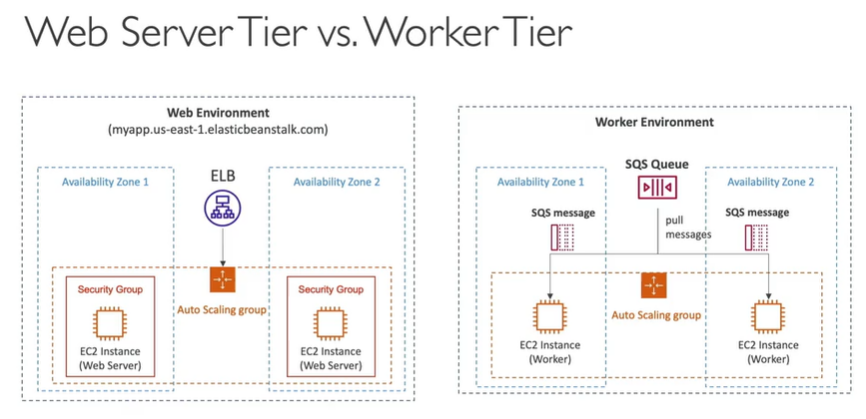 Web Server Tier vs. Worker Tier
Web Environment
(myapp.us-east-1.elasticbeanstalk.com)
Availability Zone 1
ELB
Availability Zone 2
Security Group
Auto Scaling group
Security Group
EC2 Instance
(Web Server)
EC2 Instance
(Web Server)
Worker Environment
SQS Queue
Availability Zone 1
Availability Zone 2
SQS message
pull
messages
SQS message
Auto Scaling group
EC2 Instance
(Worker)
EC2 Instance
(Worker)